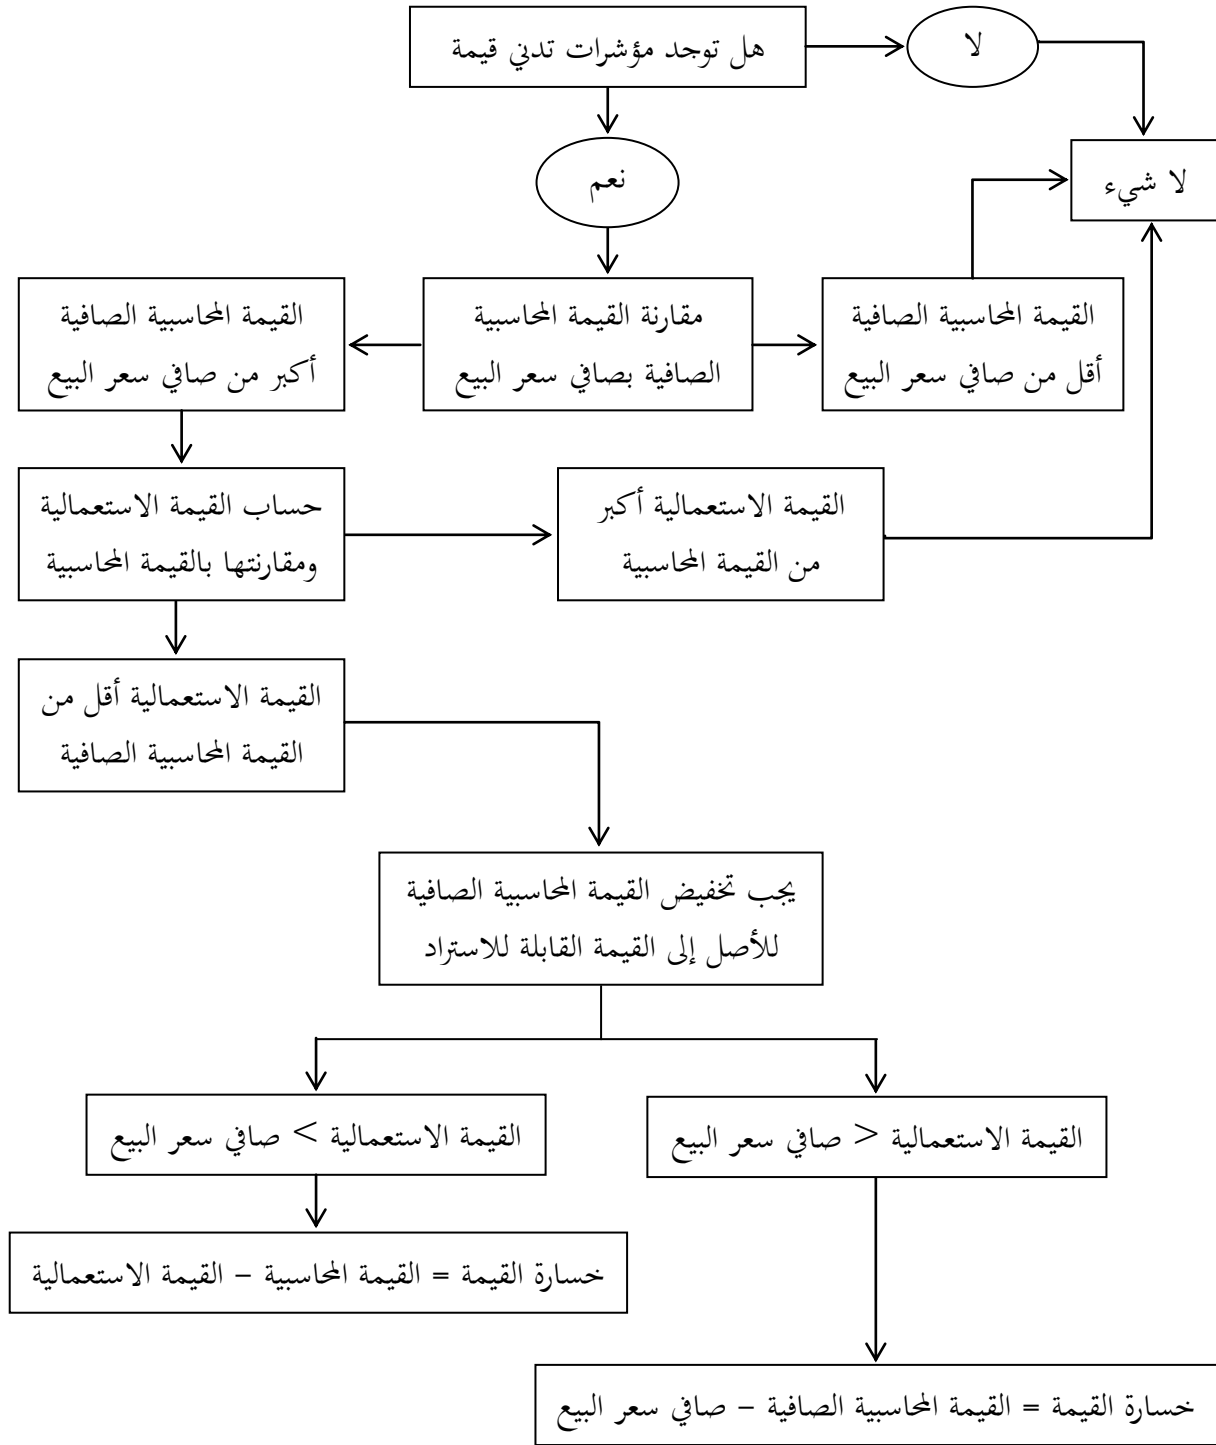 هل توجد مؤشرات تدني قيمة
لا
نعم
لا شيء
القيمة المحاسبية الصافية
أقل من صافي سعر البيع
مقارنة القيمة المحاسبية
الصافية بصافي سعر البيع
القيمة المحاسبية الصافية
أكبر من صافي سعر البيع
القيمة الاستعمالية أكبر
من القيمة المحاسبية
حساب القيمة الاستعمالية
ومقارنتها بالقيمة المحاسبية
القيمة الاستعمالية أقل من
القيمة المحاسبية الصافية
يجب تخفيض القيمة المحاسبية الصافية
للأصل إلى القيمة القابلة للاستراد
القيمة الاستعمالية > صافي سعر البيع
القيمة الاستعمالية < صافي سعر البيع
خسارة القيمة = القيمة المحاسبية – القيمة الاستعمالية
خسارة القيمة = القيمة المحاسبية الصافية – صافي سعر البيع